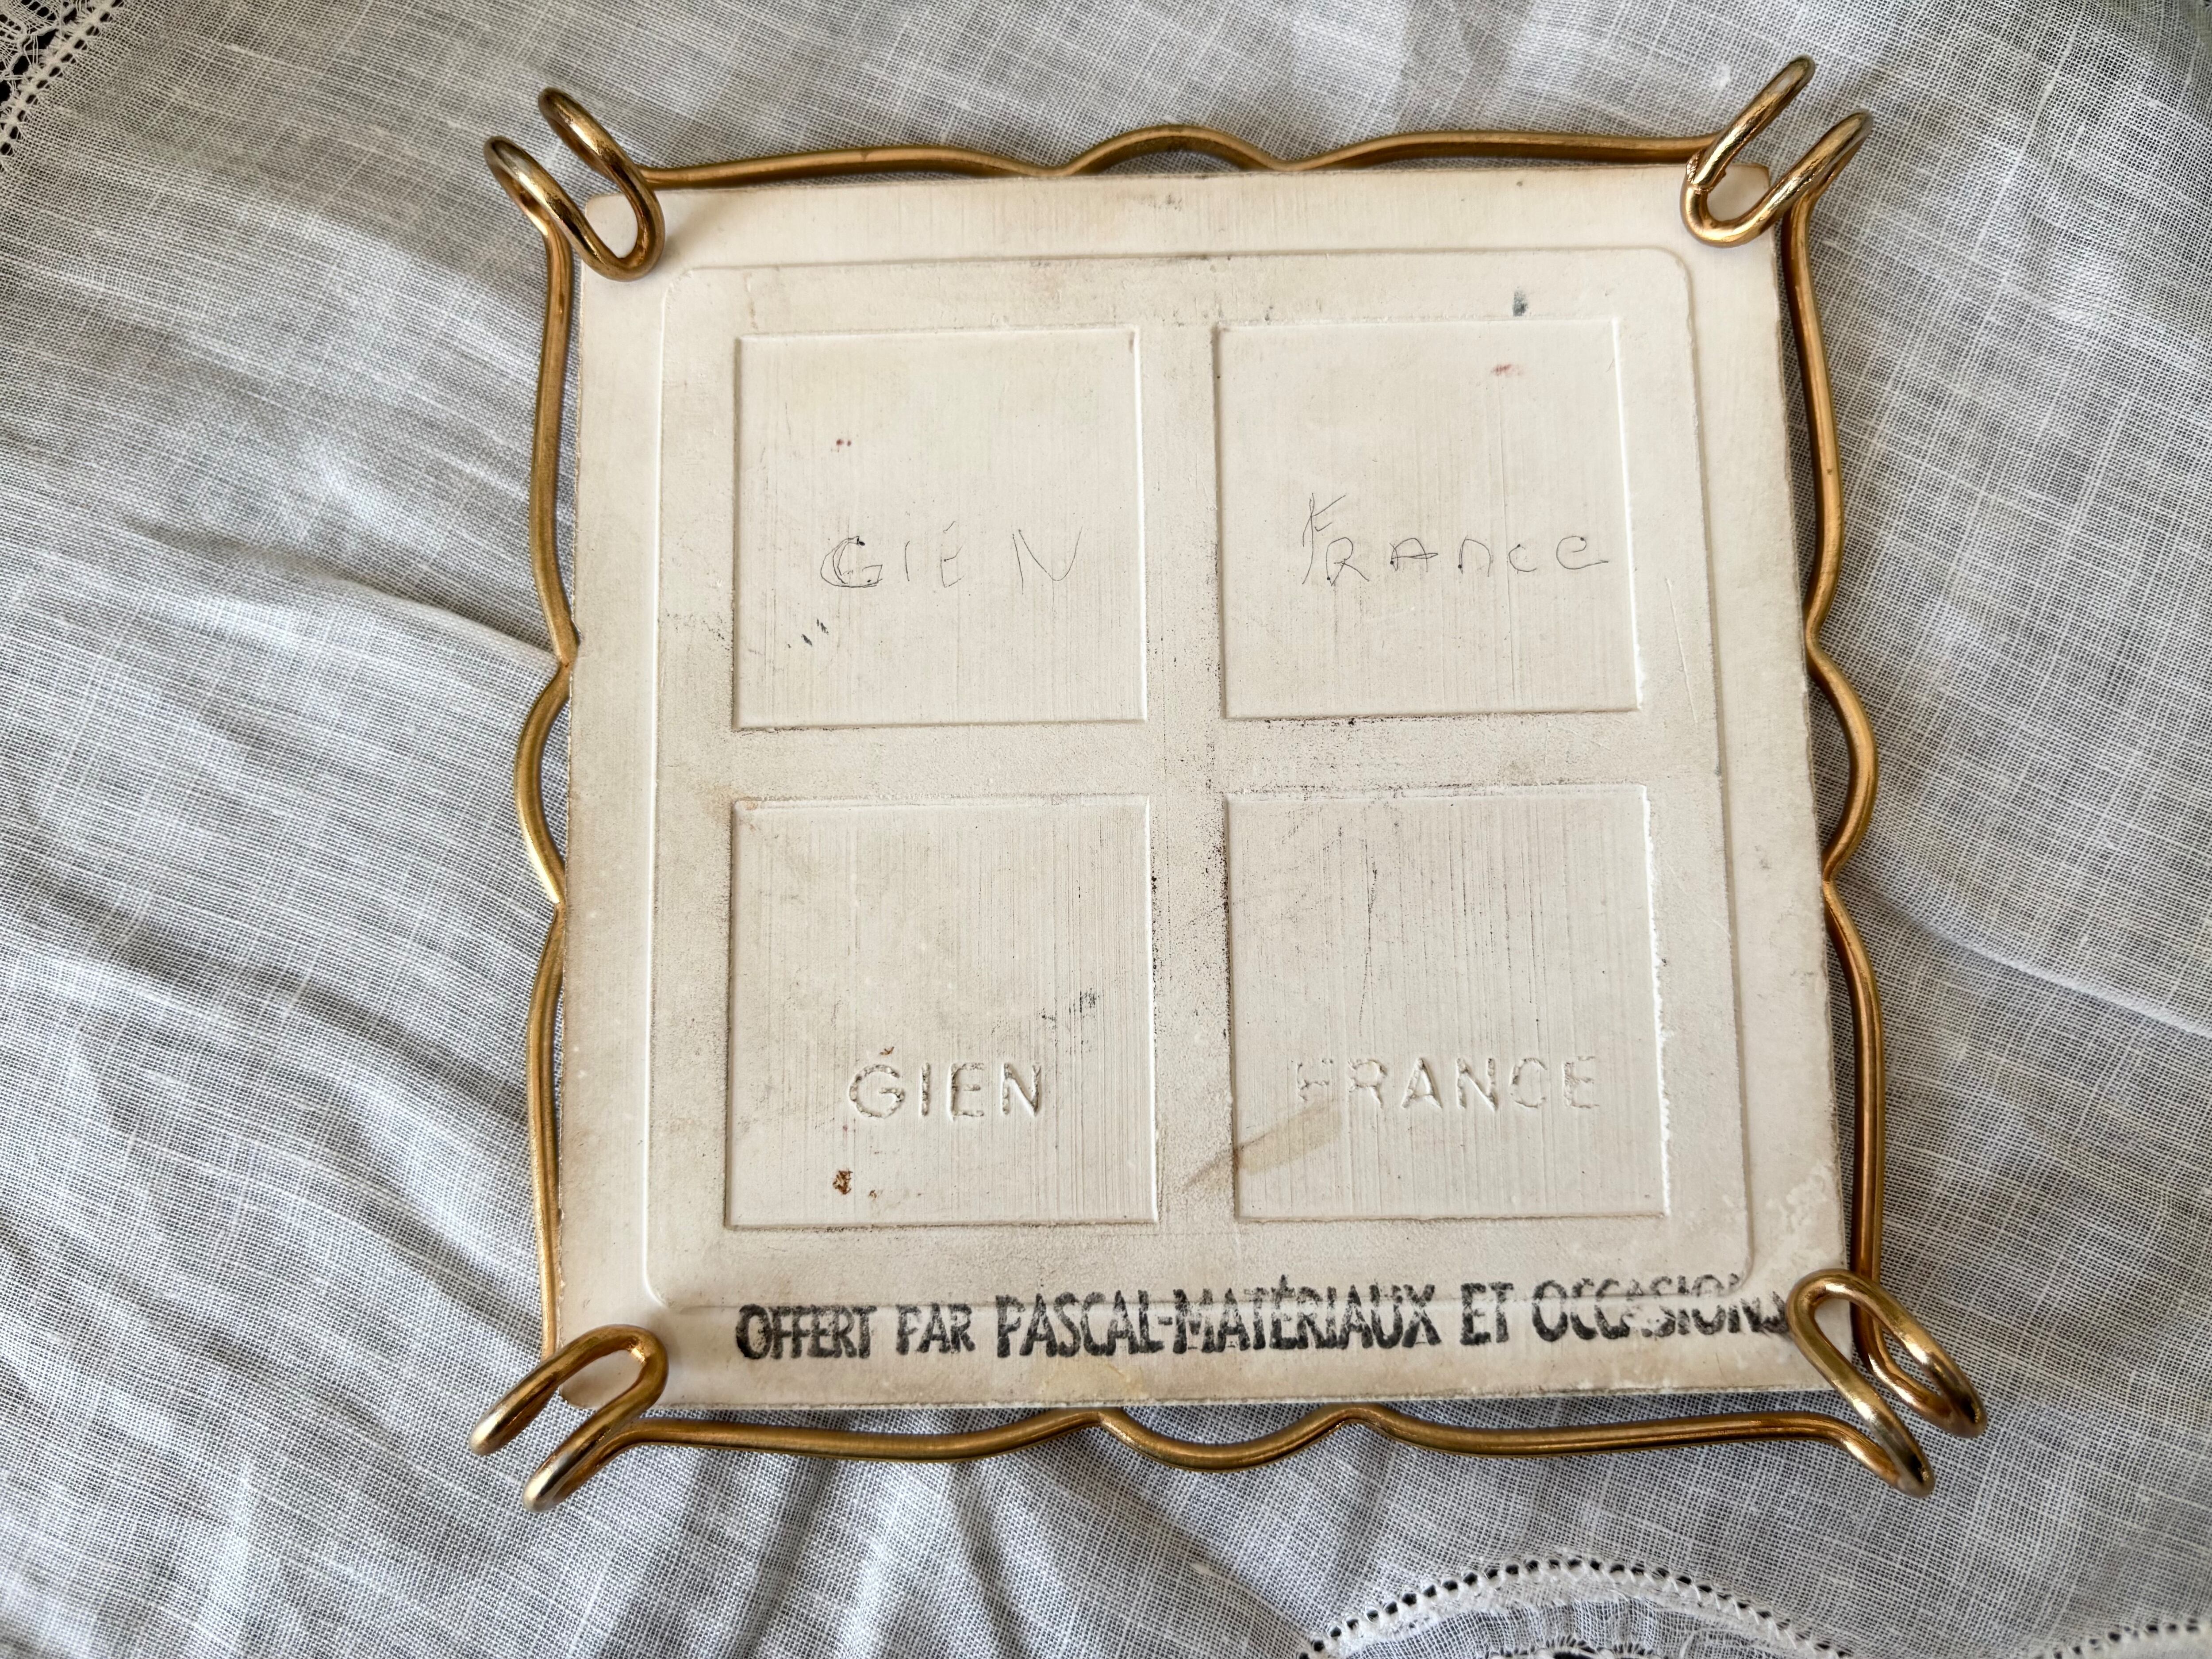 GIEN FRANCE
GIEN FRANCE
OFFERT PAR PASCAL-MATÉRIAUX ET OCCASIONS